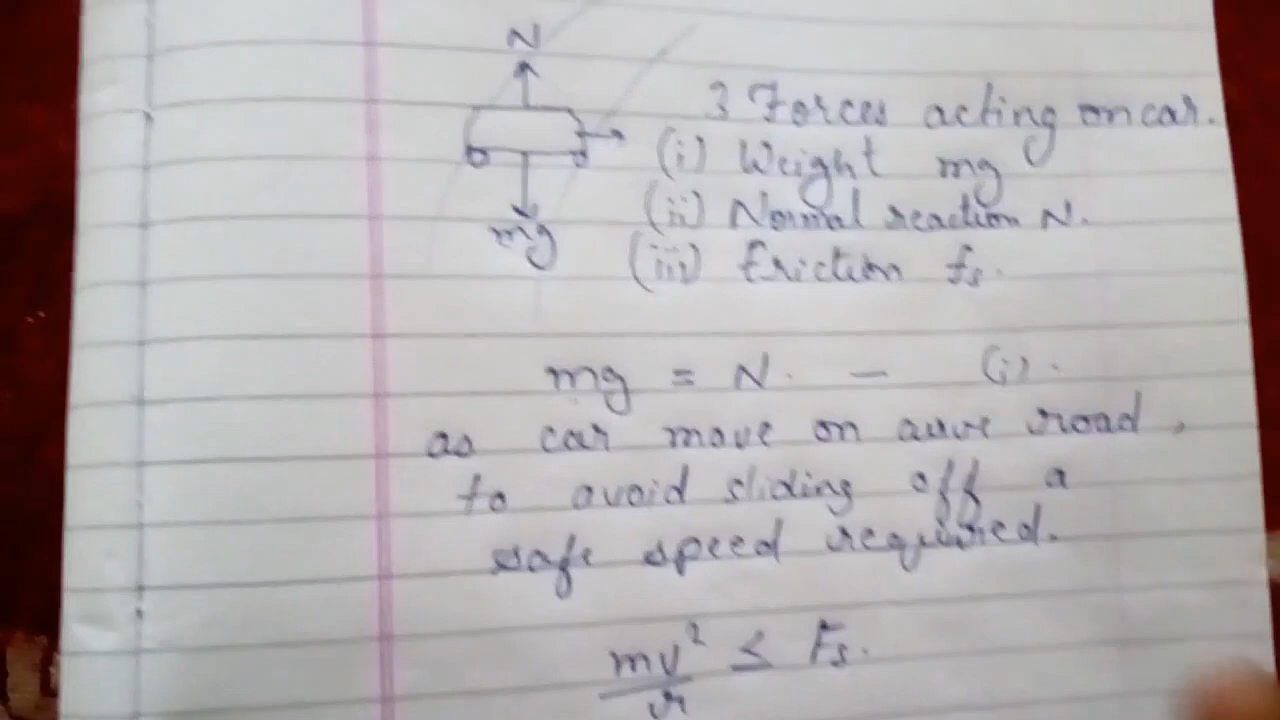 N
3 Forces acting on car.
(i) Weight mg
(ii) Normal reaction N.
mg
(iii) friction fs.
mg = N. - (i).
as car move on curve road,
to avoid sliding off a
safe speed required.
mv²/r ≤ Fs.